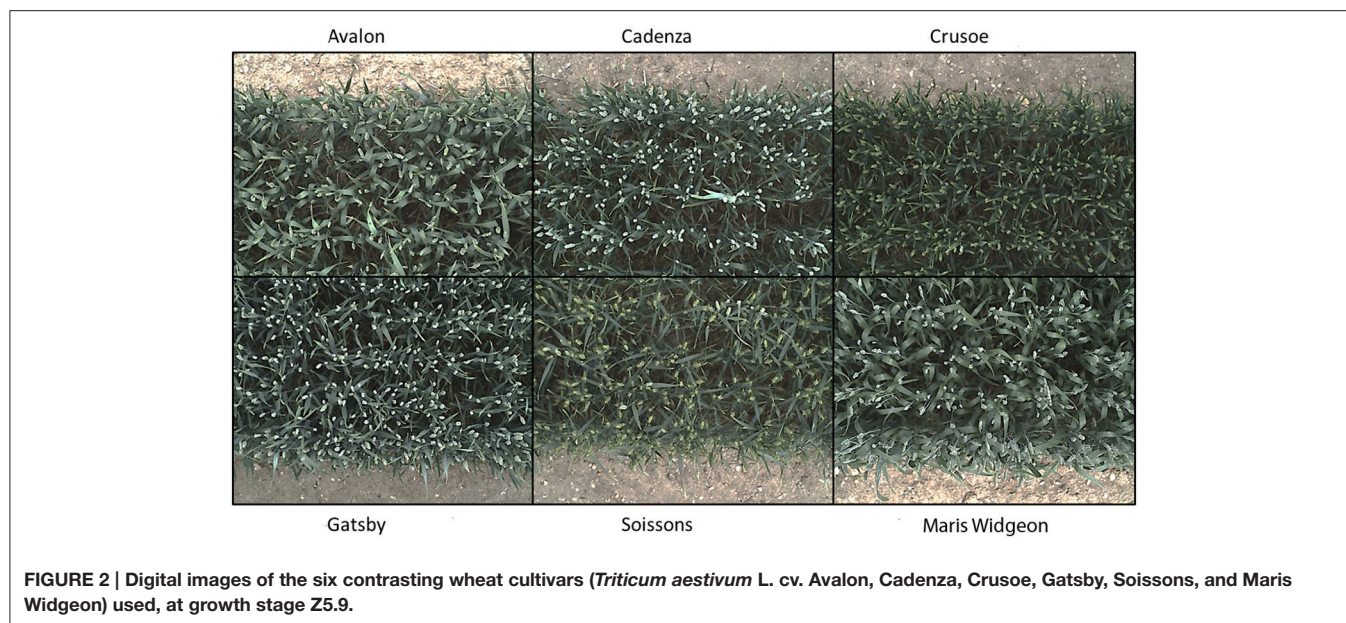 Avalon
Cadenza
Crusoe
Gatsby
Soissons
Maris Widgeon
FIGURE 2 | Digital images of the six contrasting wheat cultivars (Triticum aestivum L. cv. Avalon, Cadenza, Crusoe, Gatsby, Soissons, and Maris
Widgeon) used, at growth stage Z5.9.